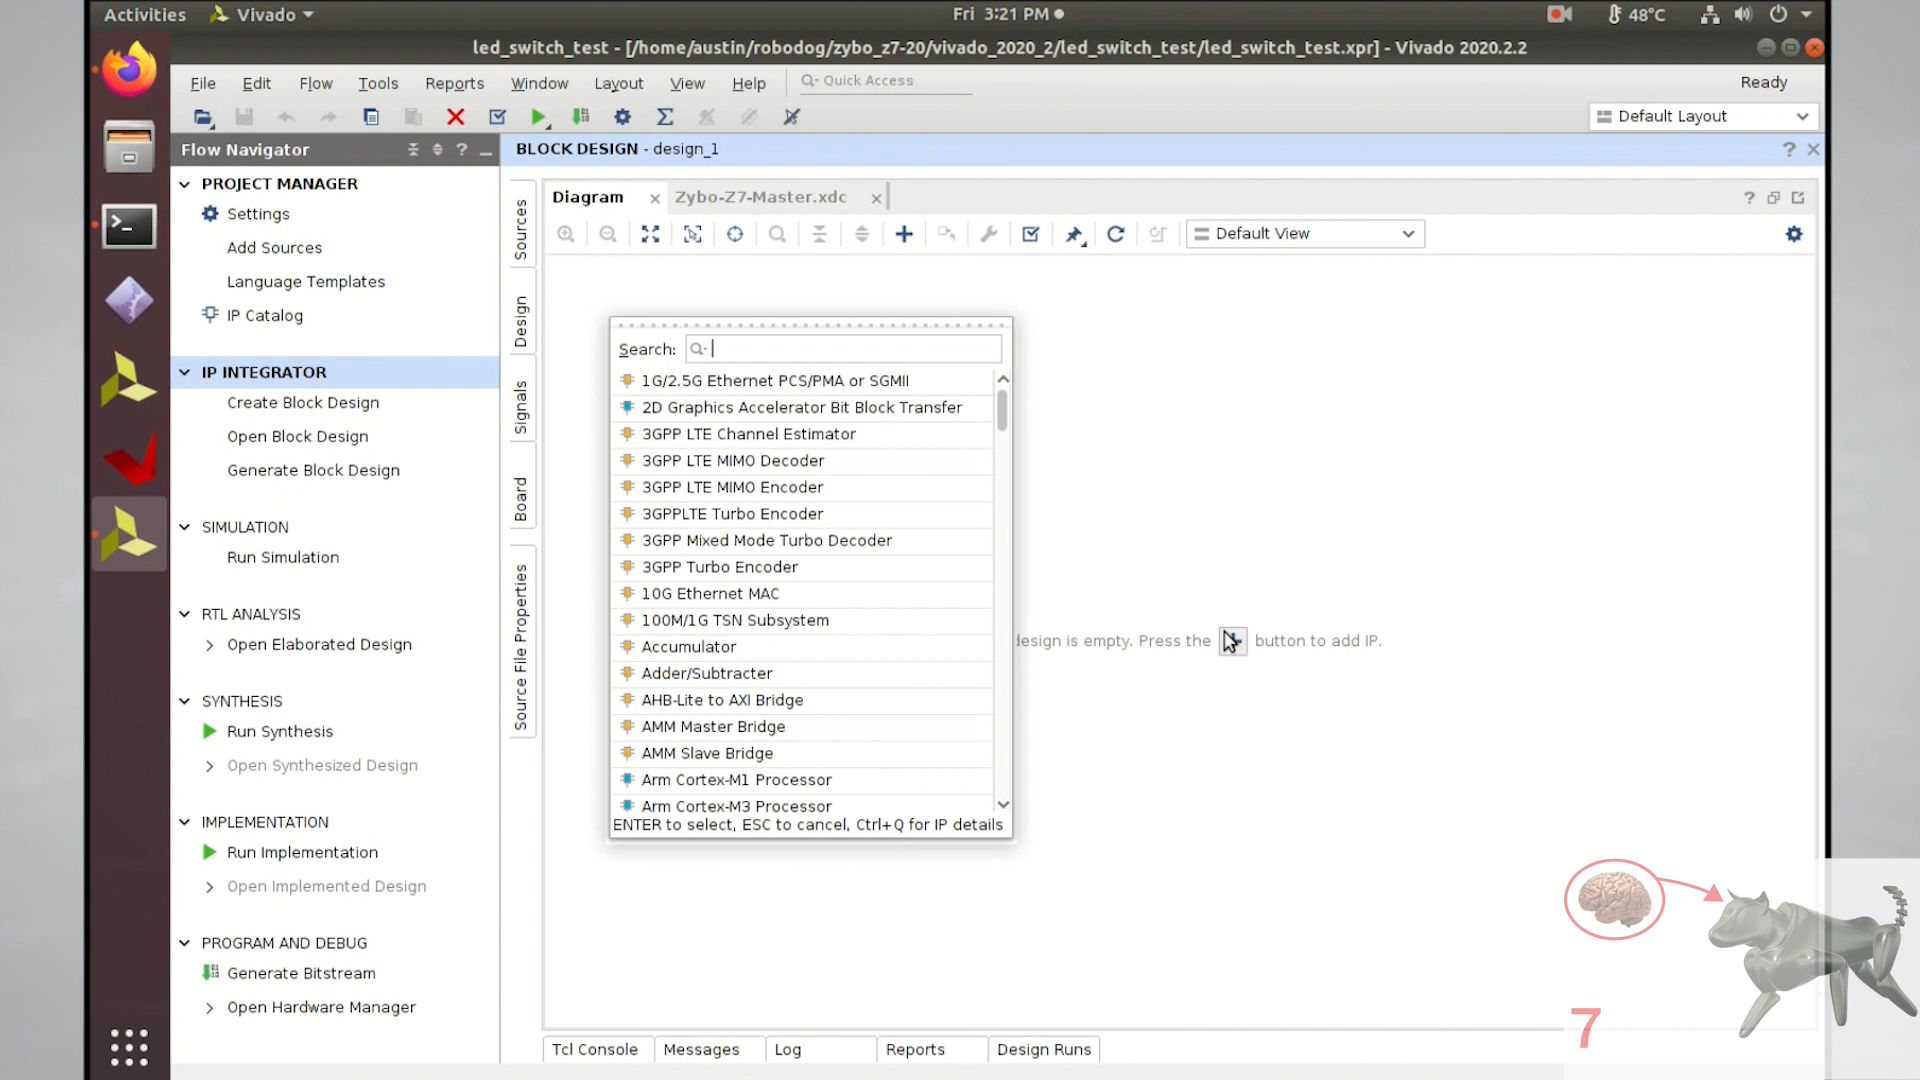 Activities
Vivado
Fri 3:21 PM
48°C
led_switch_test - [/home/austin/robodog/zybo_z7-20/vivado_2020_2/led_switch_test/led_switch_test.xpr] - Vivado 2020.2.2
File Edit Flow Tools Reports Window Layout View Help
Quick Access
Ready
Default Layout
Flow Navigator
BLOCK DESIGN - design_1
PROJECT MANAGER
Settings
Add Sources
Language Templates
IP Catalog
IP INTEGRATOR
Create Block Design
Open Block Design
Generate Block Design
SIMULATION
Run Simulation
RTL ANALYSIS
Open Elaborated Design
SYNTHESIS
Run Synthesis
Open Synthesized Design
IMPLEMENTATION
Run Implementation
Open Implemented Design
PROGRAM AND DEBUG
Generate Bitstream
Open Hardware Manager
Sources
Design
Signals
Board
Source File Properties
Diagram
Zybo-Z7-Master.xdc
Default View
Search:
1G/2.5G Ethernet PCS/PMA or SGMII
2D Graphics Accelerator Bit Block Transfer
3GPP LTE Channel Estimator
3GPP LTE MIMO Decoder
3GPP LTE MIMO Encoder
3GPPLTE Turbo Encoder
3GPP Mixed Mode Turbo Decoder
3GPP Turbo Encoder
10G Ethernet MAC
100M/1G TSN Subsystem
Accumulator
Adder/Subtracter
AHB-Lite to AXI Bridge
AMM Master Bridge
AMM Slave Bridge
Arm Cortex-M1 Processor
Arm Cortex-M3 Processor
ENTER to select, ESC to cancel, Ctrl+Q for IP details
design is empty. Press the button to add IP.
Tcl Console
Messages
Log
Reports
Design Runs
7